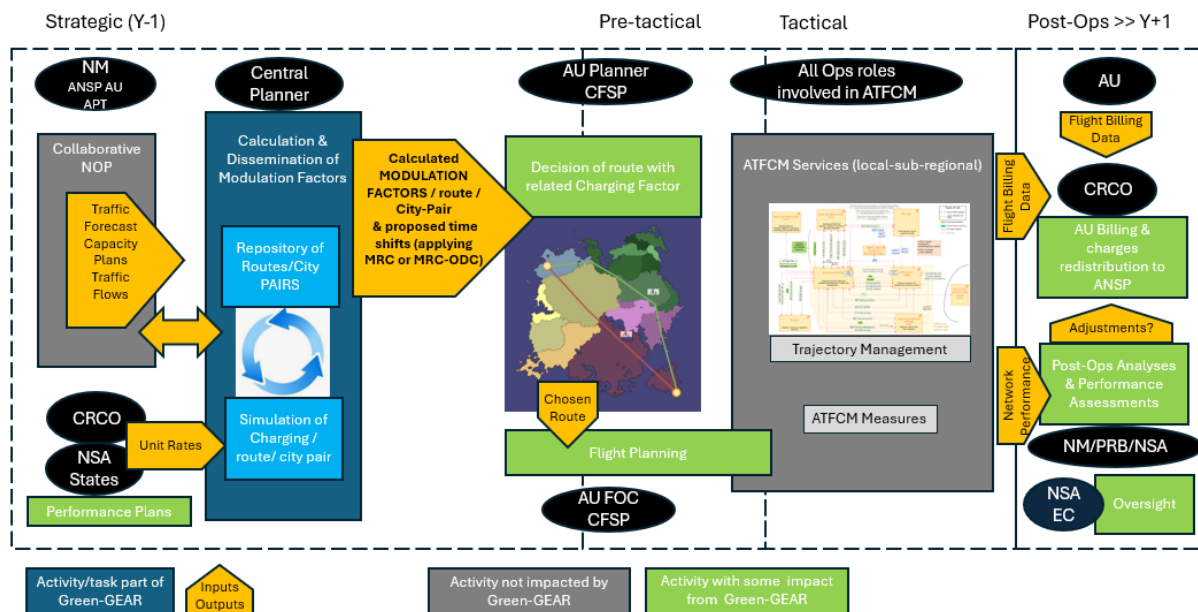 Strategic (Y-1)
Pre-tactical
Tactical
Post-Ops >> Y+1
NM
ANSP AU
APT
Central
Planner
AU Planner
CFSP
All Ops roles
involved in ATFCM
AU
Collaborative
NOP
Traffic
Forecast
Capacity
Plans
Traffic
Flows
Calculation &
Dissemination of
Modulation Factors
Repository of
Routes/City
PAIRS
Simulation of
Charging /
route/ city pair
Calculated
MODULATION
FACTORS / route /
City-Pair
& proposed time
shifts (applying
MRC or MRC-ODC)
Decision of route with
related Charging Factor
Chosen
Route
Flight Planning
AU FOC
CFSP
ATFCM Services (local-sub-regional)
Trajectory Management
ATFCM Measures
Flight Billing
Data
Network
Performance
Flight Billing
Data
CRCO
AU Billing &
charges
redistribution to
ANSP
Adjustments?
Post-Ops Analyses
& Performance
Assessments
NM/PRB/NSA
NSA
EC
Oversight
CRCO
NSA
States
Unit Rates
Performance Plans
Activity/task part of
Green-GEAR
Inputs
Outputs
Activity not impacted by
Green-GEAR
Activity with some impact
from Green-GEAR